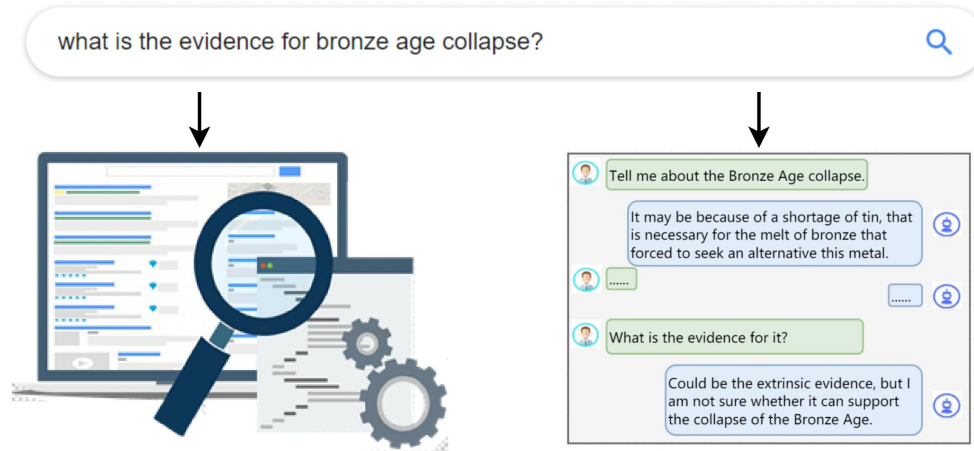 what is the evidence for bronze age collapse?
Tell me about the Bronze Age collapse.
It may be because of a shortage of tin, that
is necessary for the melt of bronze that
forced to seek an alternative this metal.
......
......
What is the evidence for it?
Could be the extrinsic evidence, but I
am not sure whether it can support
the collapse of the Bronze Age.